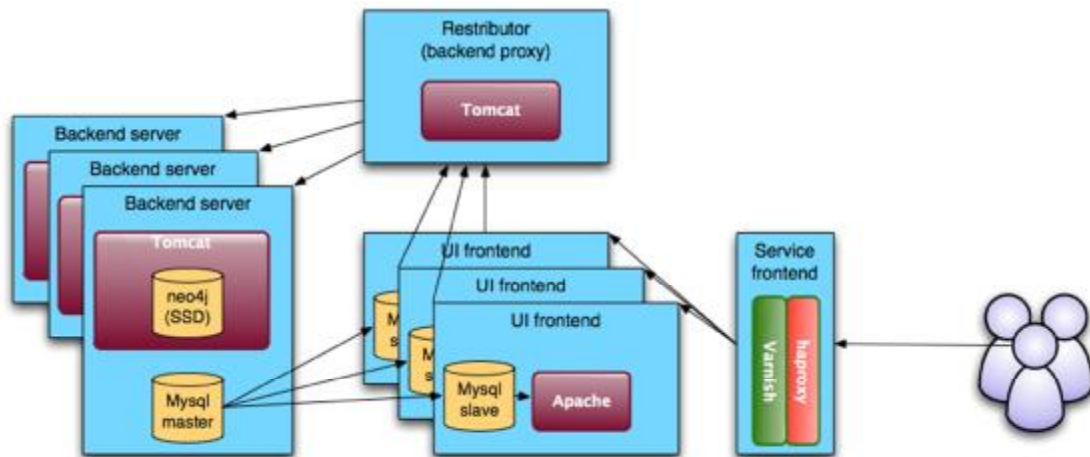 Restributor
(backend proxy)
Tomcat
Backend server
Backend server
Backend server
Tomcat
neo4j
(SSD)
Mysql
master
UI frontend
UI frontend
UI frontend
Mysql
slave
Apache
Service
frontend
Varnish
haproxy